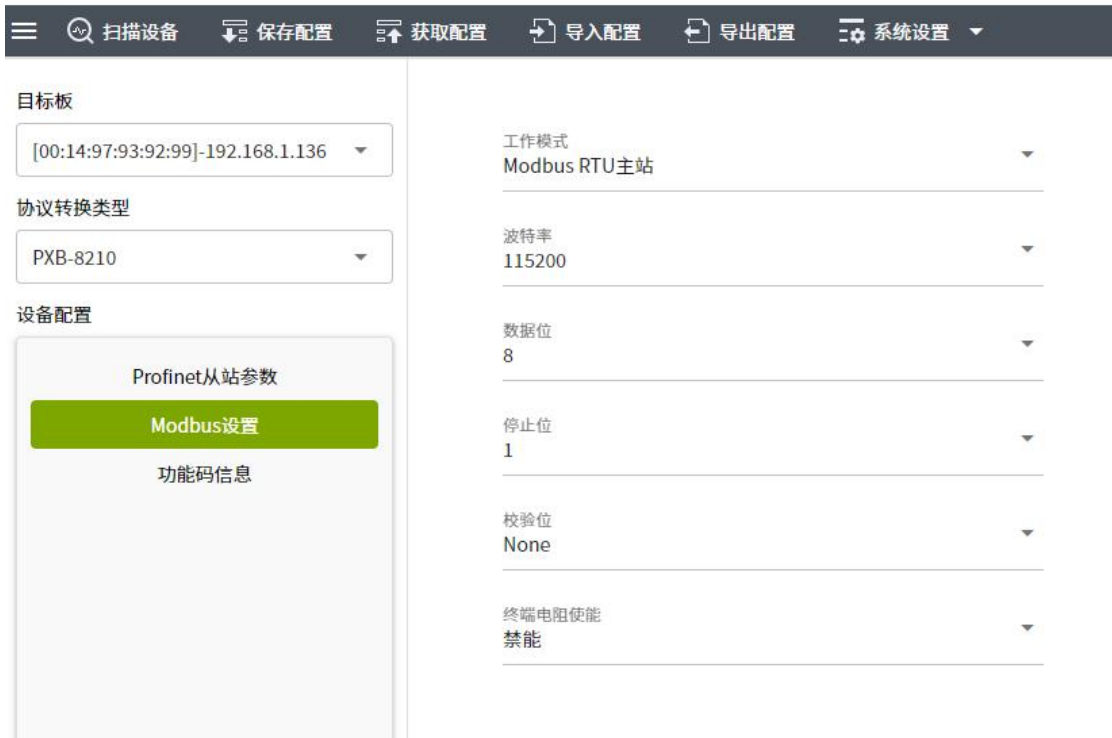 扫描设备 保存配置 获取配置 导入配置 导出配置 系统设置
目标板
[00:14:97:93:92:99]-192.168.1.136
协议转换类型
PXB-8210
设备配置
Profinet从站参数
Modbus设置
功能码信息
工作模式
Modbus RTU主站
波特率
115200
数据位
8
停止位
1
校验位
None
终端电阻使能
禁能